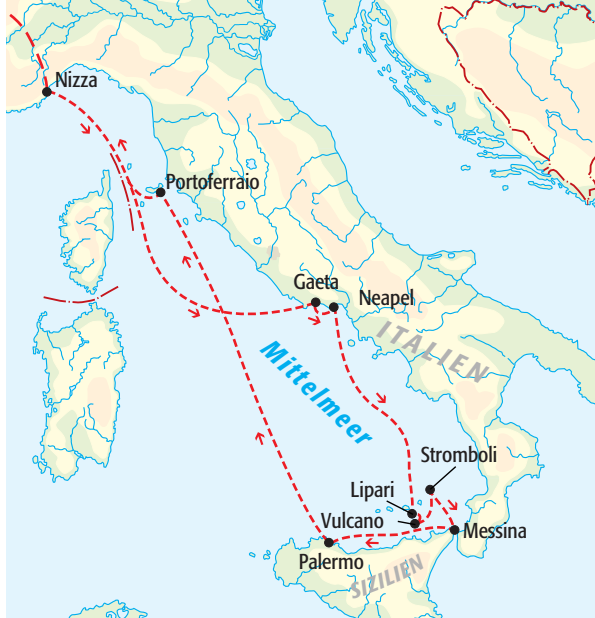 Nizza
Portoferraio
Gaeta
Neapel
ITALIEN
Mittelmeer
Stromboli
Lipari
Vulcano
Messina
Palermo
SIZILIEN